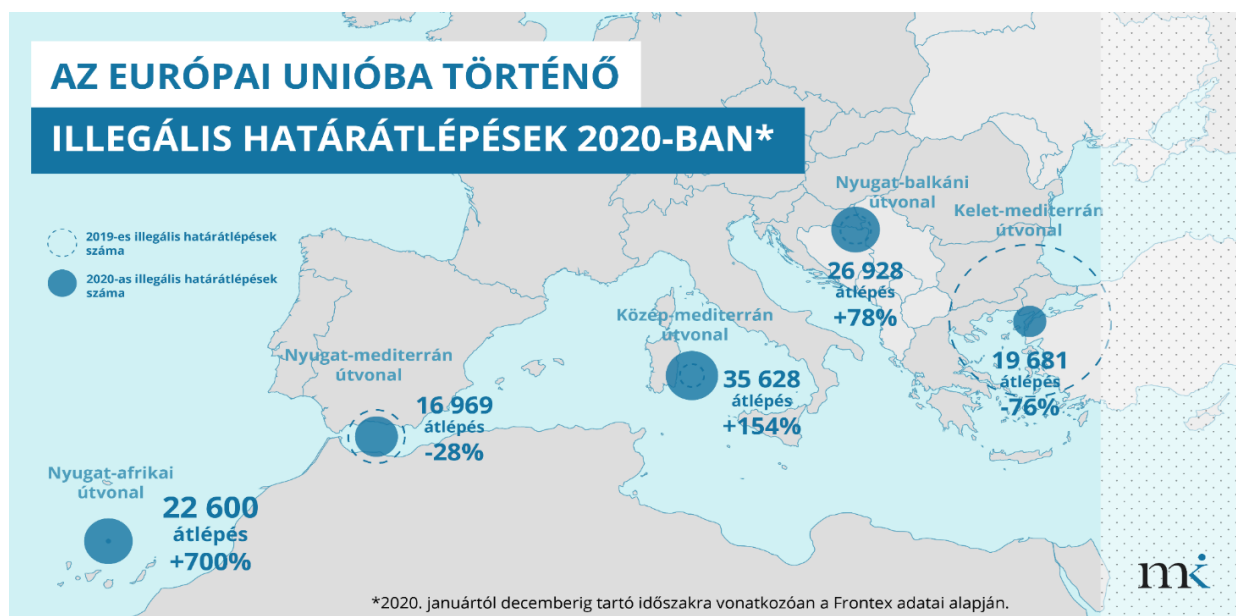 AZ EURÓPAI UNIÓBA TÖRTÉNŐ
ILLEGÁLIS HATÁRÁTLÉPÉSEK 2020-BAN*
2019-es illegális határátlépések
száma
2020-as illegális határátlépések
száma
Nyugat-balkáni
útvonal
26 928
átlépés
+78%
Kelet-mediterrán
útvonal
19 681
átlépés
-76%
Közép-mediterrán
útvonal
35 628
átlépés
+154%
Nyugat-mediterrán
útvonal
16 969
átlépés
-28%
Nyugat-afrikai
útvonal
22 600
átlépés
+700%
*2020. januártól decemberig tartó időszakra vonatkozóan a Frontex adatai alapján.
mki